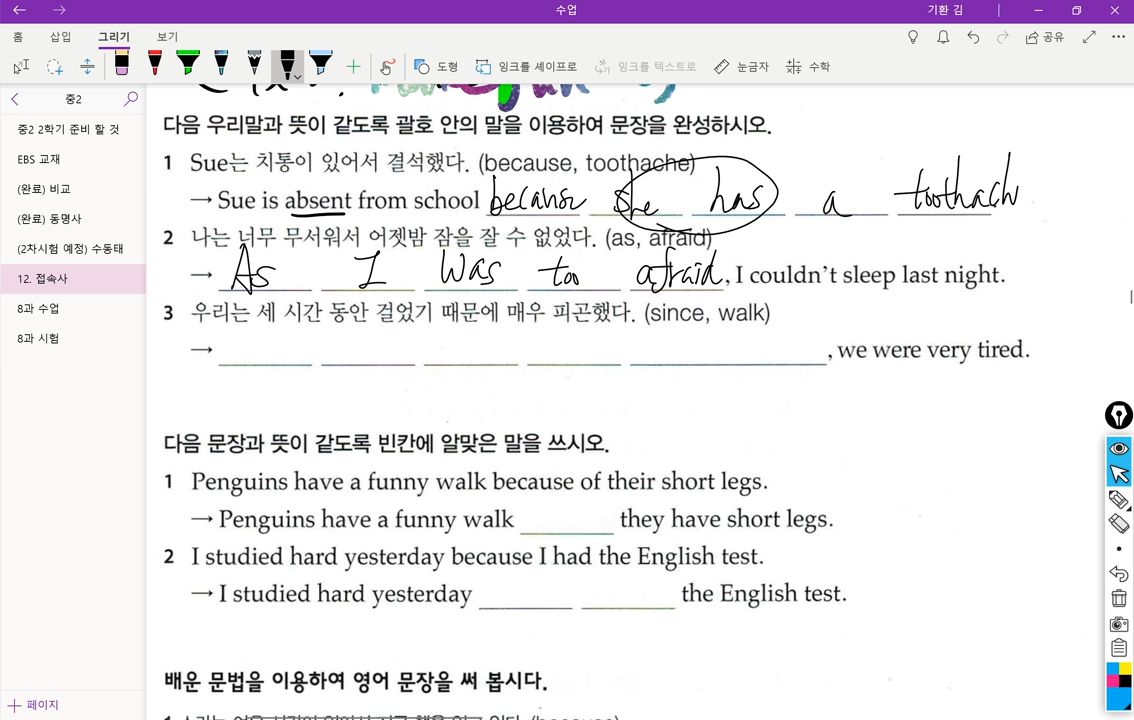 수업
기환 김
홈 삽입 그리기 보기
도형 잉크를 셰이프로 잉크를 텍스트로 눈금자 수학 공유
중2
중2 2학기 준비 할 것
EBS 교재
(완료) 비교
(완료) 동명사
(2차시험 예정) 수동태
12. 접속사
8과 수업
8과 시험
페이지
다음 우리말과 뜻이 같도록 괄호 안의 말을 이용하여 문장을 완성하시오.
1 Sue는 치통이 있어서 결석했다. (because, toothache)
→ Sue is absent from school because she has a toothach
2 나는 너무 무서워서 어젯밤 잠을 잘 수 없었다. (as, afraid)
→ As I was too afraid, I couldn't sleep last night.
3 우리는 세 시간 동안 걸었기 때문에 매우 피곤했다. (since, walk)
→ , we were very tired.
다음 문장과 뜻이 같도록 빈칸에 알맞은 말을 쓰시오.
1 Penguins have a funny walk because of their short legs.
→ Penguins have a funny walk they have short legs.
2 I studied hard yesterday because I had the English test.
→ I studied hard yesterday the English test.
배운 문법을 이용하여 영어 문장을 써 봅시다.